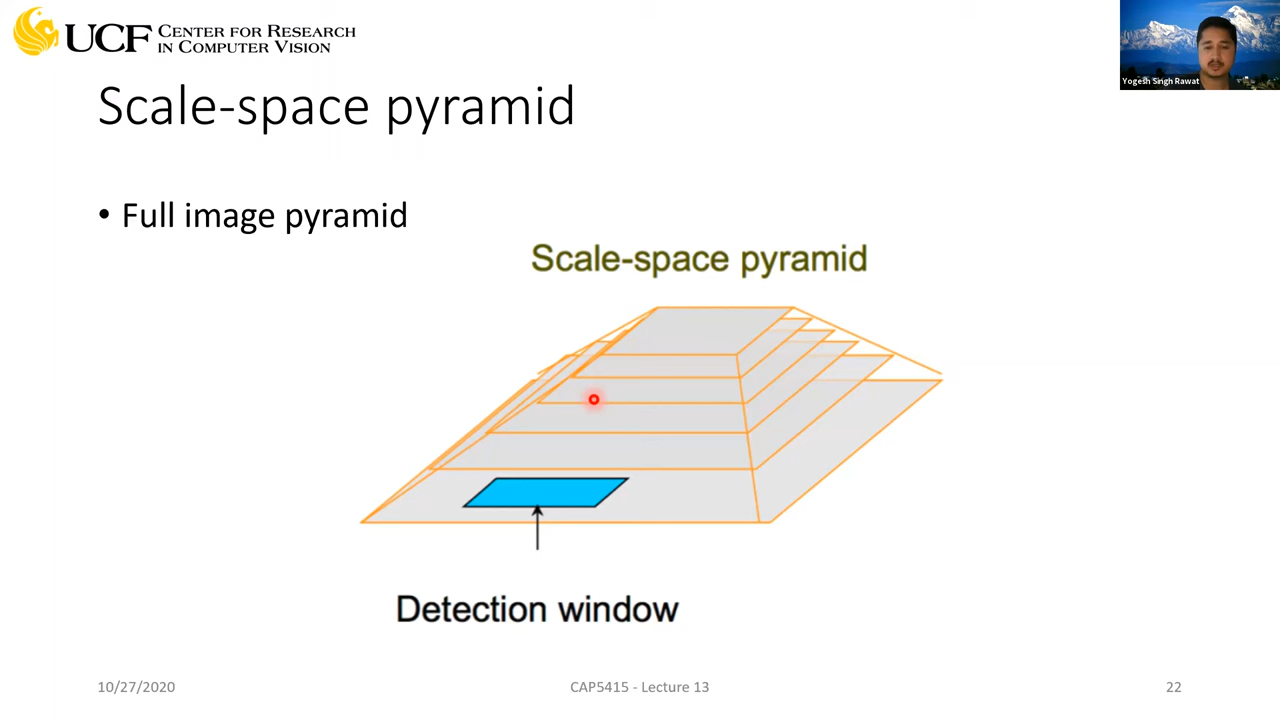 UCF CENTER FOR RESEARCH
IN COMPUTER VISION
Yogesh Singh Rawat
Scale-space pyramid
• Full image pyramid
Scale-space pyramid
Detection window
10/27/2020
CAP5415 - Lecture 13
22